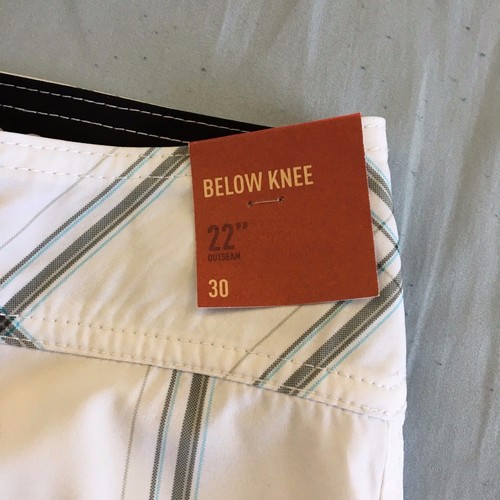 BELOW KNEE
22"
OUTSEAM
30